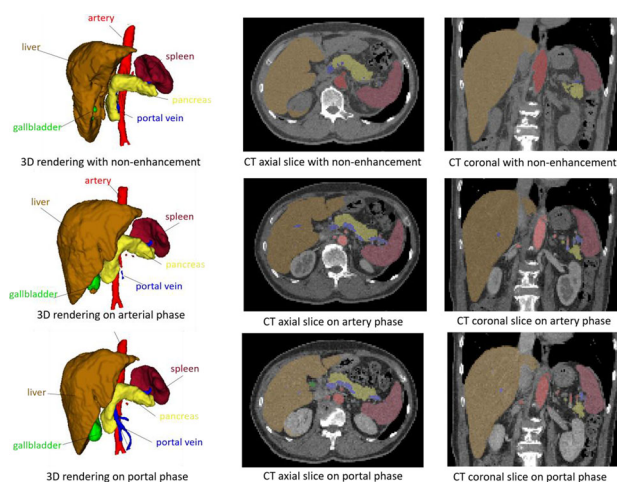 artery
liver
spleen
pancreas
gallbladder
portal vein
3D rendering with non-enhancement
CT axial slice with non-enhancement
CT coronal with non-enhancement
artery
liver
spleen
pancreas
gallbladder
portal vein
3D rendering on arterial phase
CT axial slice on artery phase
CT coronal slice on artery phase
artery
spleen
liver
pancreas
portal vein
gallbladder
3D rendering on portal phase
CT axial slice on portal phase
CT coronal slice on portal phase